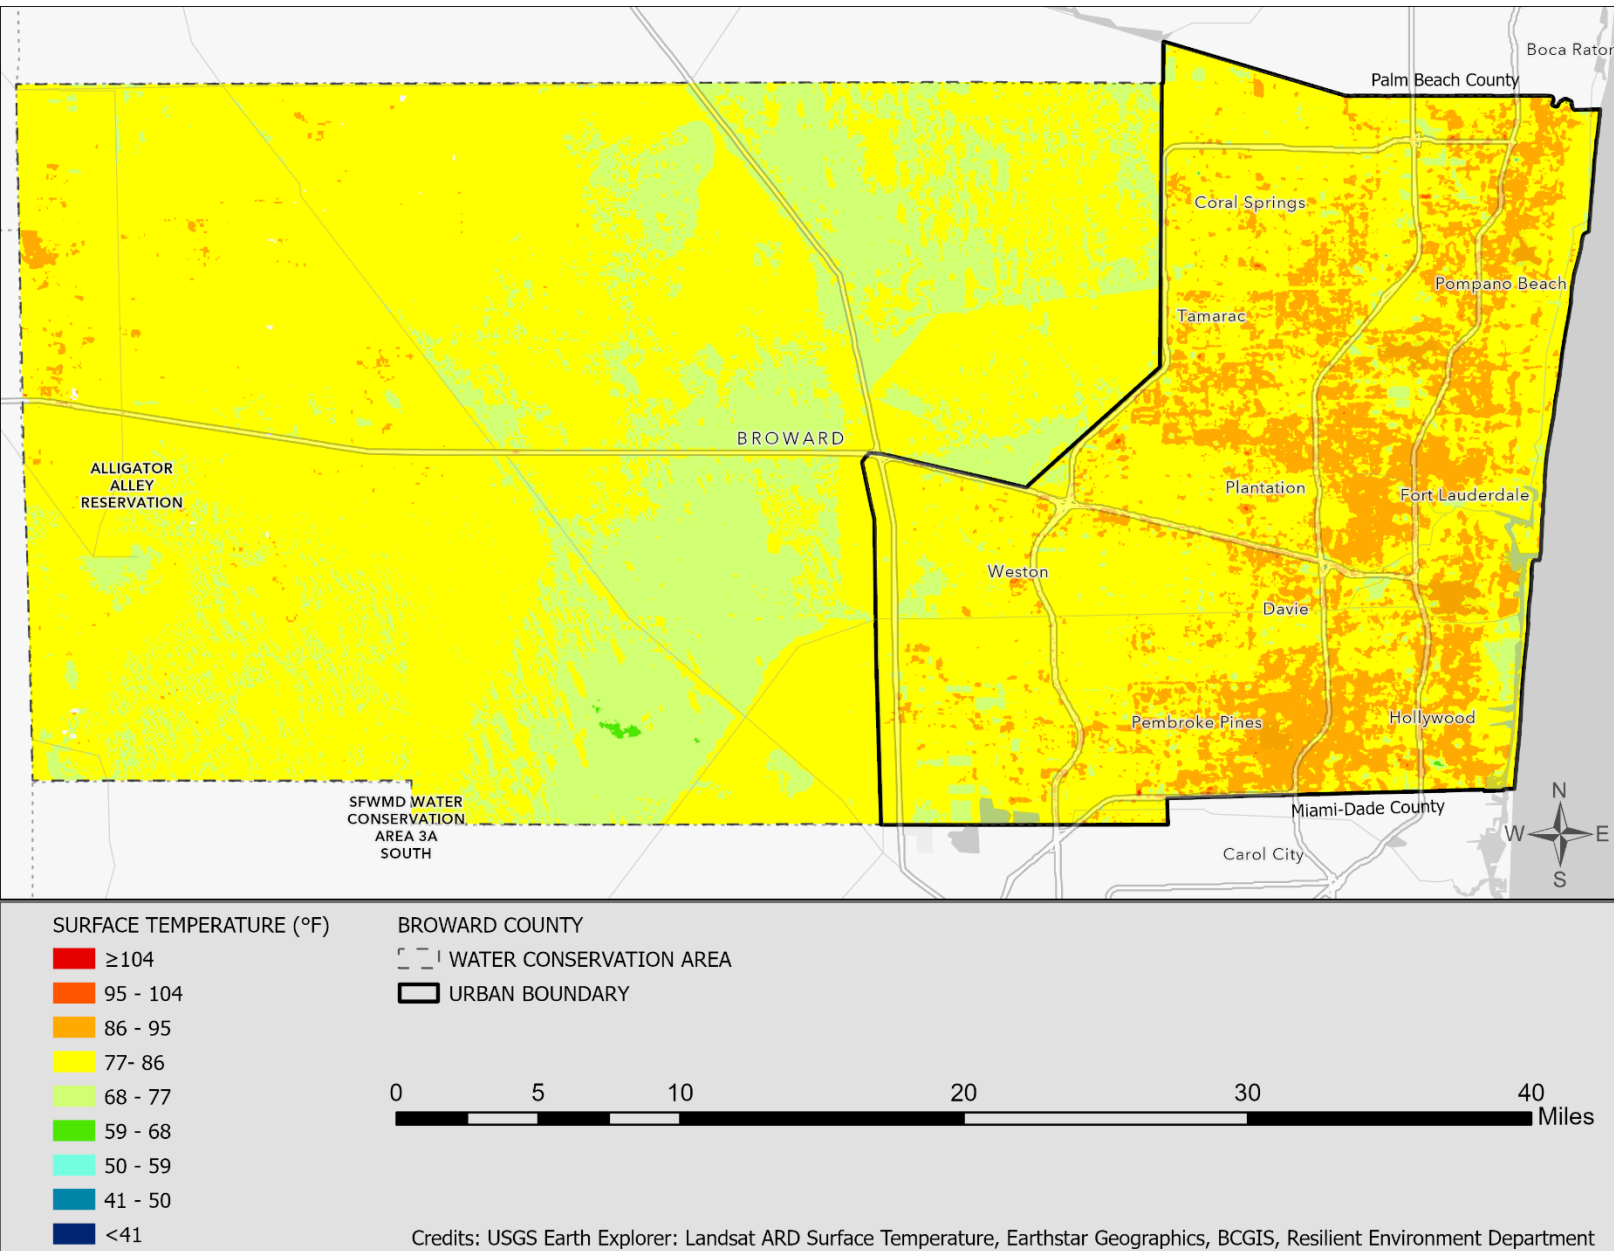 Boca Raton
Palm Beach County
Coral Springs
Pompano Beach
Tamarac
BROWARD
ALLIGATOR
ALLEY
RESERVATION
Plantation
Fort Lauderdale
Weston
Davie
Pembroke Pines
Hollywood
SFWMD WATER
CONSERVATION
AREA 3A
SOUTH
Miami-Dade County
Carol City
N
W
E
S
SURFACE TEMPERATURE (°F)
≥104
95 - 104
86 - 95
77- 86
68 - 77
59 - 68
50 - 59
41 - 50
<41
BROWARD COUNTY
WATER CONSERVATION AREA
URBAN BOUNDARY
0 5 10 20 30 40
Miles
Credits: USGS Earth Explorer: Landsat ARD Surface Temperature, Earthstar Geographics, BCGIS, Resilient Environment Department